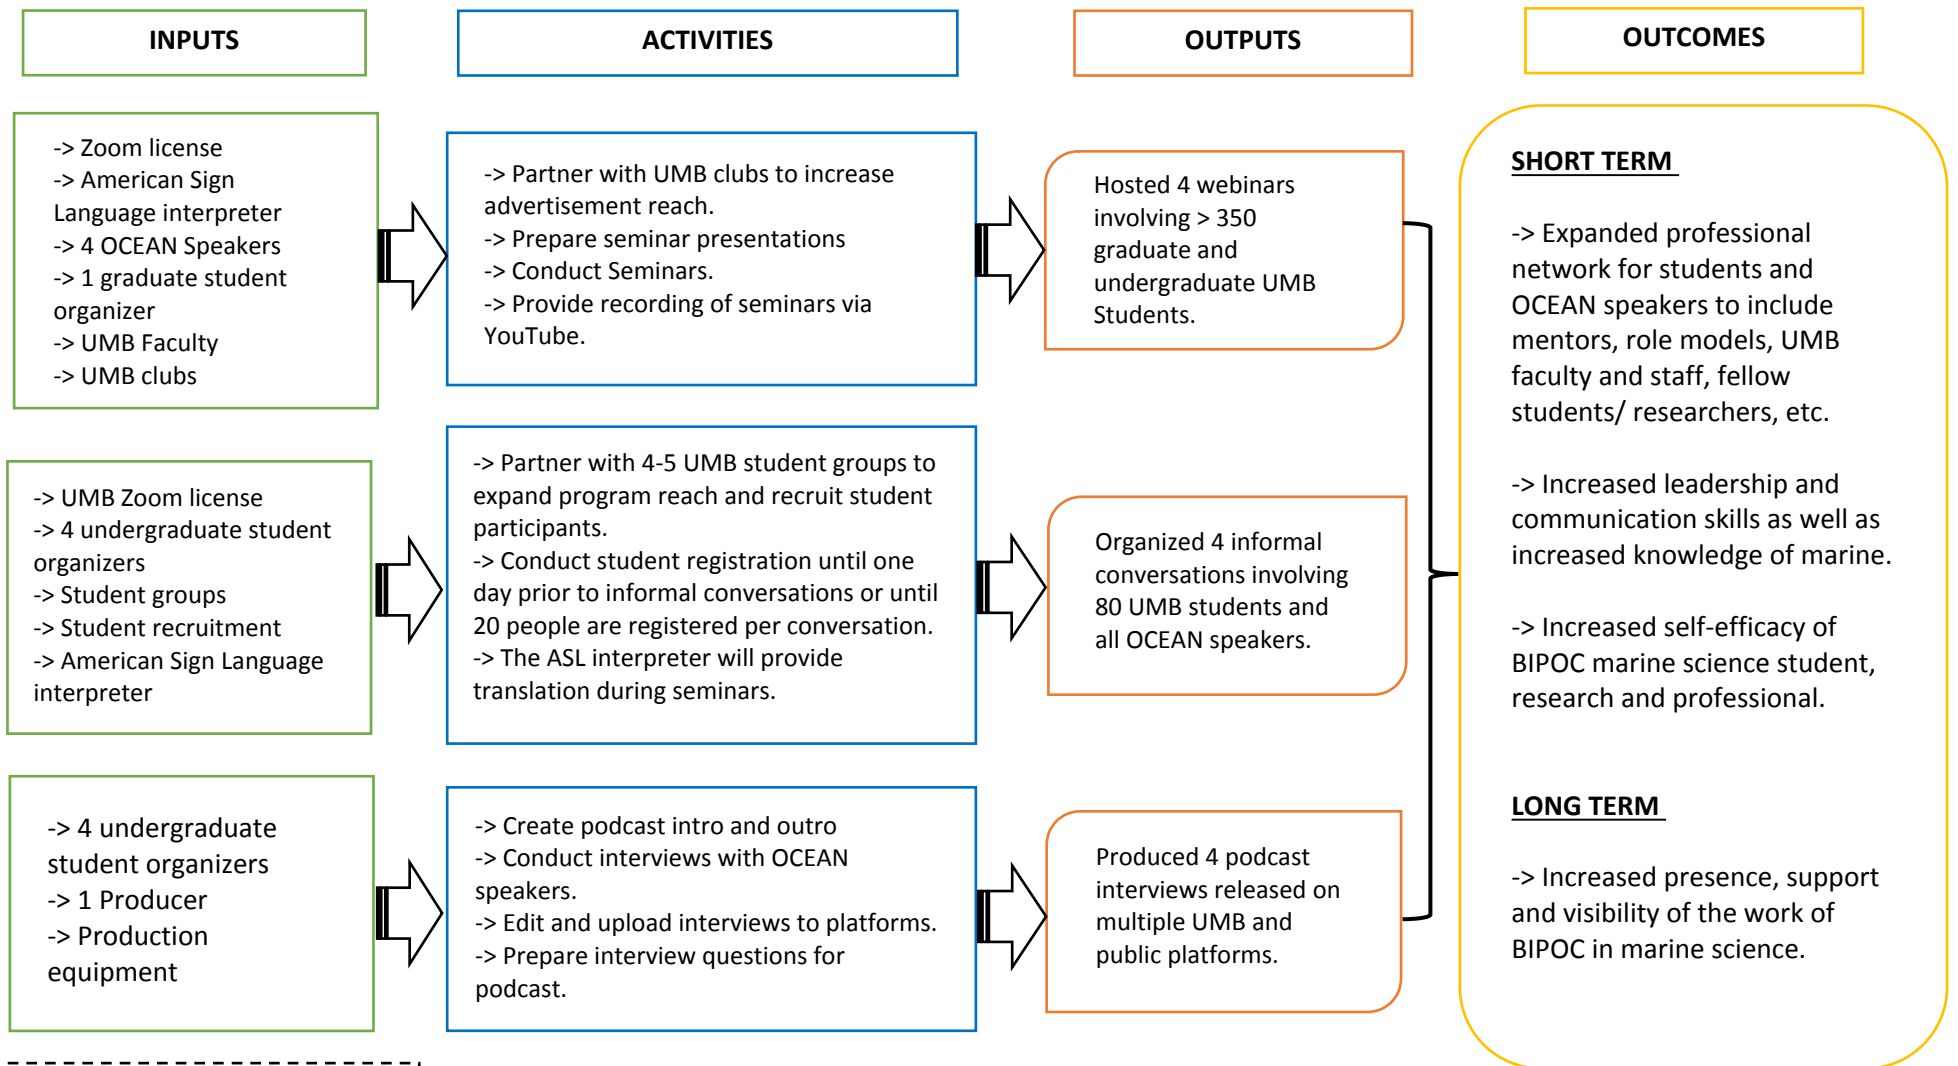 INPUTS
ACTIVITIES
OUTPUTS
OUTCOMES
-> Zoom license
-> American Sign
Language interpreter
-> 4 OCEAN Speakers
-> 1 graduate student
organizer
-> UMB Faculty
-> UMB clubs
-> Partner with UMB clubs to increase
advertisement reach.
-> Prepare seminar presentations
-> Conduct Seminars.
-> Provide recording of seminars via
YouTube.
Hosted 4 webinars
involving > 350
graduate and
undergraduate UMB
Students.
-> UMB Zoom license
-> 4 undergraduate student
organizers
-> Student groups
-> Student recruitment
-> American Sign Language
interpreter
-> Partner with 4-5 UMB student groups to
expand program reach and recruit student
participants.
-> Conduct student registration until one
day prior to informal conversations or until
20 people are registered per conversation.
-> The ASL interpreter will provide
translation during seminars.
Organized 4 informal
conversations involving
80 UMB students and
all OCEAN speakers.
-> 4 undergraduate
student organizers
-> 1 Producer
-> Production
equipment
-> Create podcast intro and outro
-> Conduct interviews with OCEAN
speakers.
-> Edit and upload interviews to platforms.
-> Prepare interview questions for
podcast.
Produced 4 podcast
interviews released on
multiple UMB and
public platforms.
SHORT TERM
-> Expanded professional
network for students and
OCEAN speakers to include
mentors, role models, UMB
faculty and staff, fellow
students/ researchers, etc.
-> Increased leadership and
communication skills as well as
increased knowledge of marine.
-> Increased self-efficacy of
BIPOC marine science student,
research and professional.
LONG TERM
-> Increased presence, support
and visibility of the work of
BIPOC in marine science.